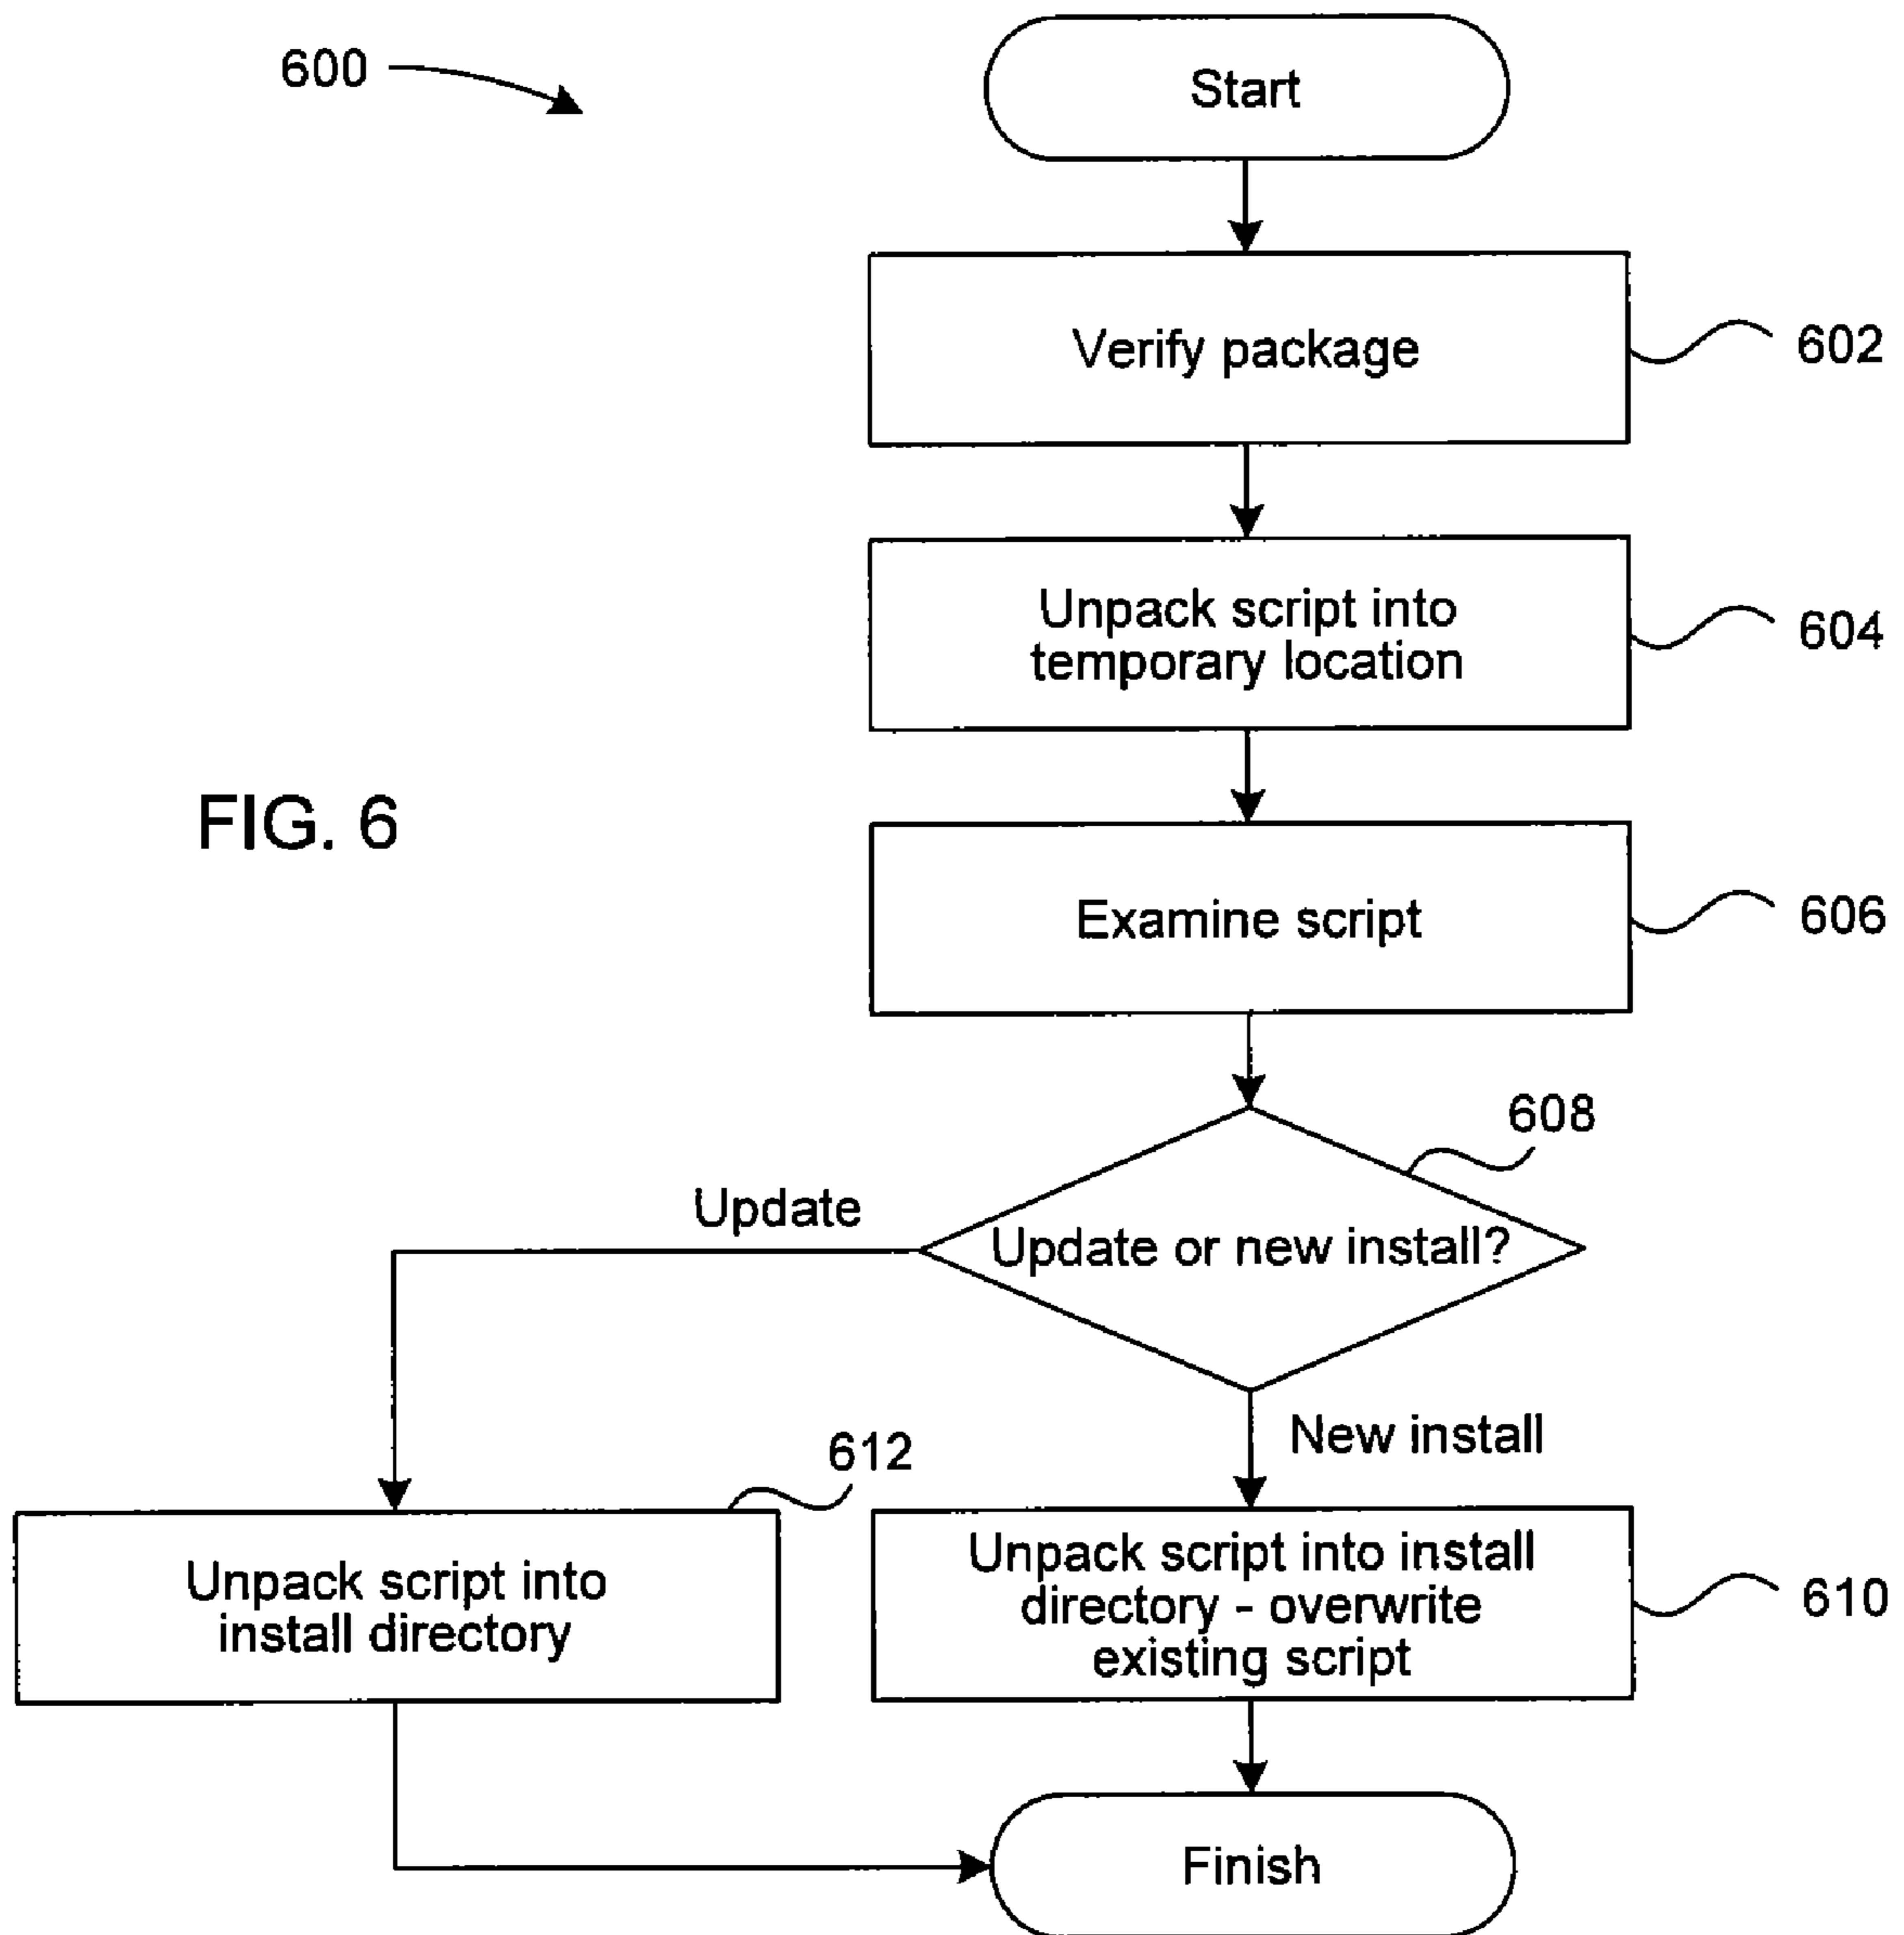 600
Start
Verify package
602
Unpack script into
temporary location
604
FIG. 6
Examine script
606
608
Update
Update or new install?
New install
612
Unpack script into
install directory
Unpack script into install
directory - overwrite
existing script
610
Finish